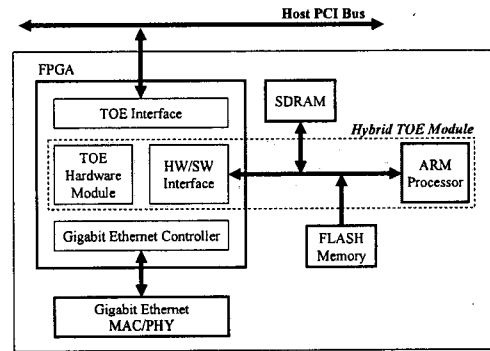 Host PCI Bus
FPGA
TOE Interface
SDRAM
Hybrid TOE Module
TOE
Hardware
Module
HW/SW
Interface
ARM
Processor
Gigabit Ethernet Controller
FLASH
Memory
Gigabit Ethernet
MAC/PHY